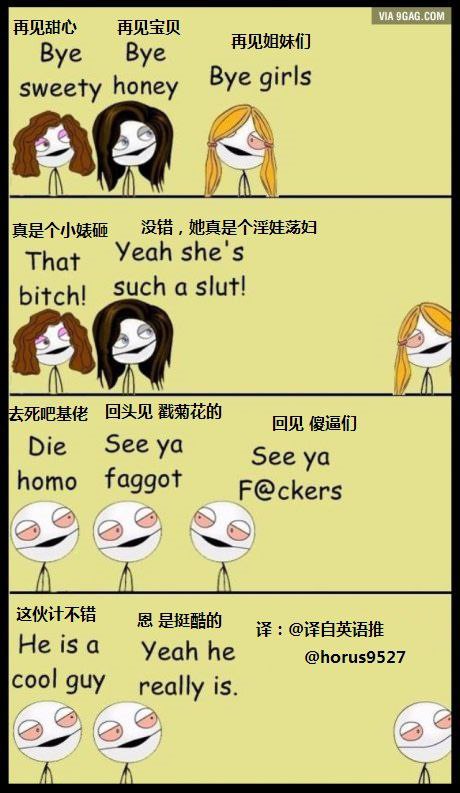 VIA 9GAG.COM
再见甜心
再见宝贝
再见姐妹们
Bye
sweety
Bye
honey
Bye girls
真是个小婊砸
没错，她真是个淫娃荡妇
That
bitch!
Yeah she's
such a slut!
去死吧基佬
回头见 戳菊花的
回见 傻逼们
Die
homo
See ya
faggot
See ya
F@ckers
这伙计不错
恩 是挺酷的
译：@译自英语推
@horus9527
He is a
cool guy
Yeah he
really is.